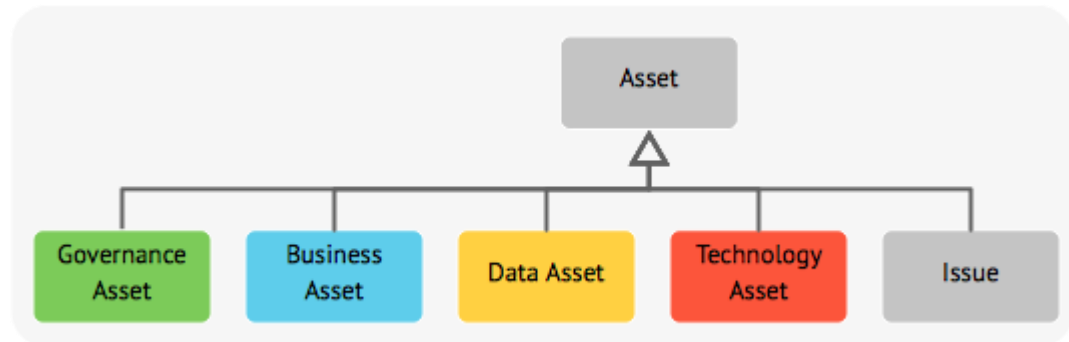 Asset
Governance
Asset
Business
Asset
Data Asset
Technology
Asset
Issue